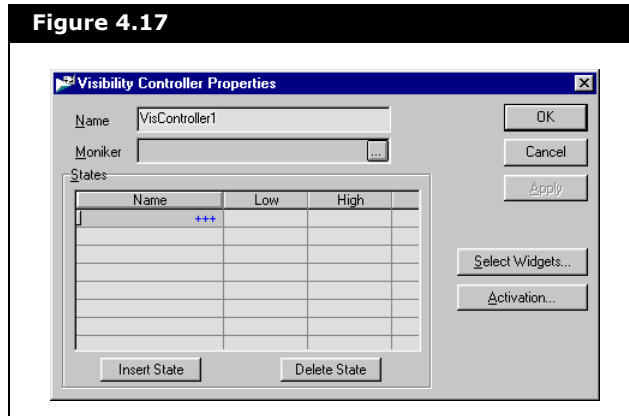 Figure 4.17
Visibility Controller Properties
Name VisController1
OK
Moniker ...
Cancel
States
Apply
Name Low High
+++
Select Widgets...
Activation...
Insert State Delete State